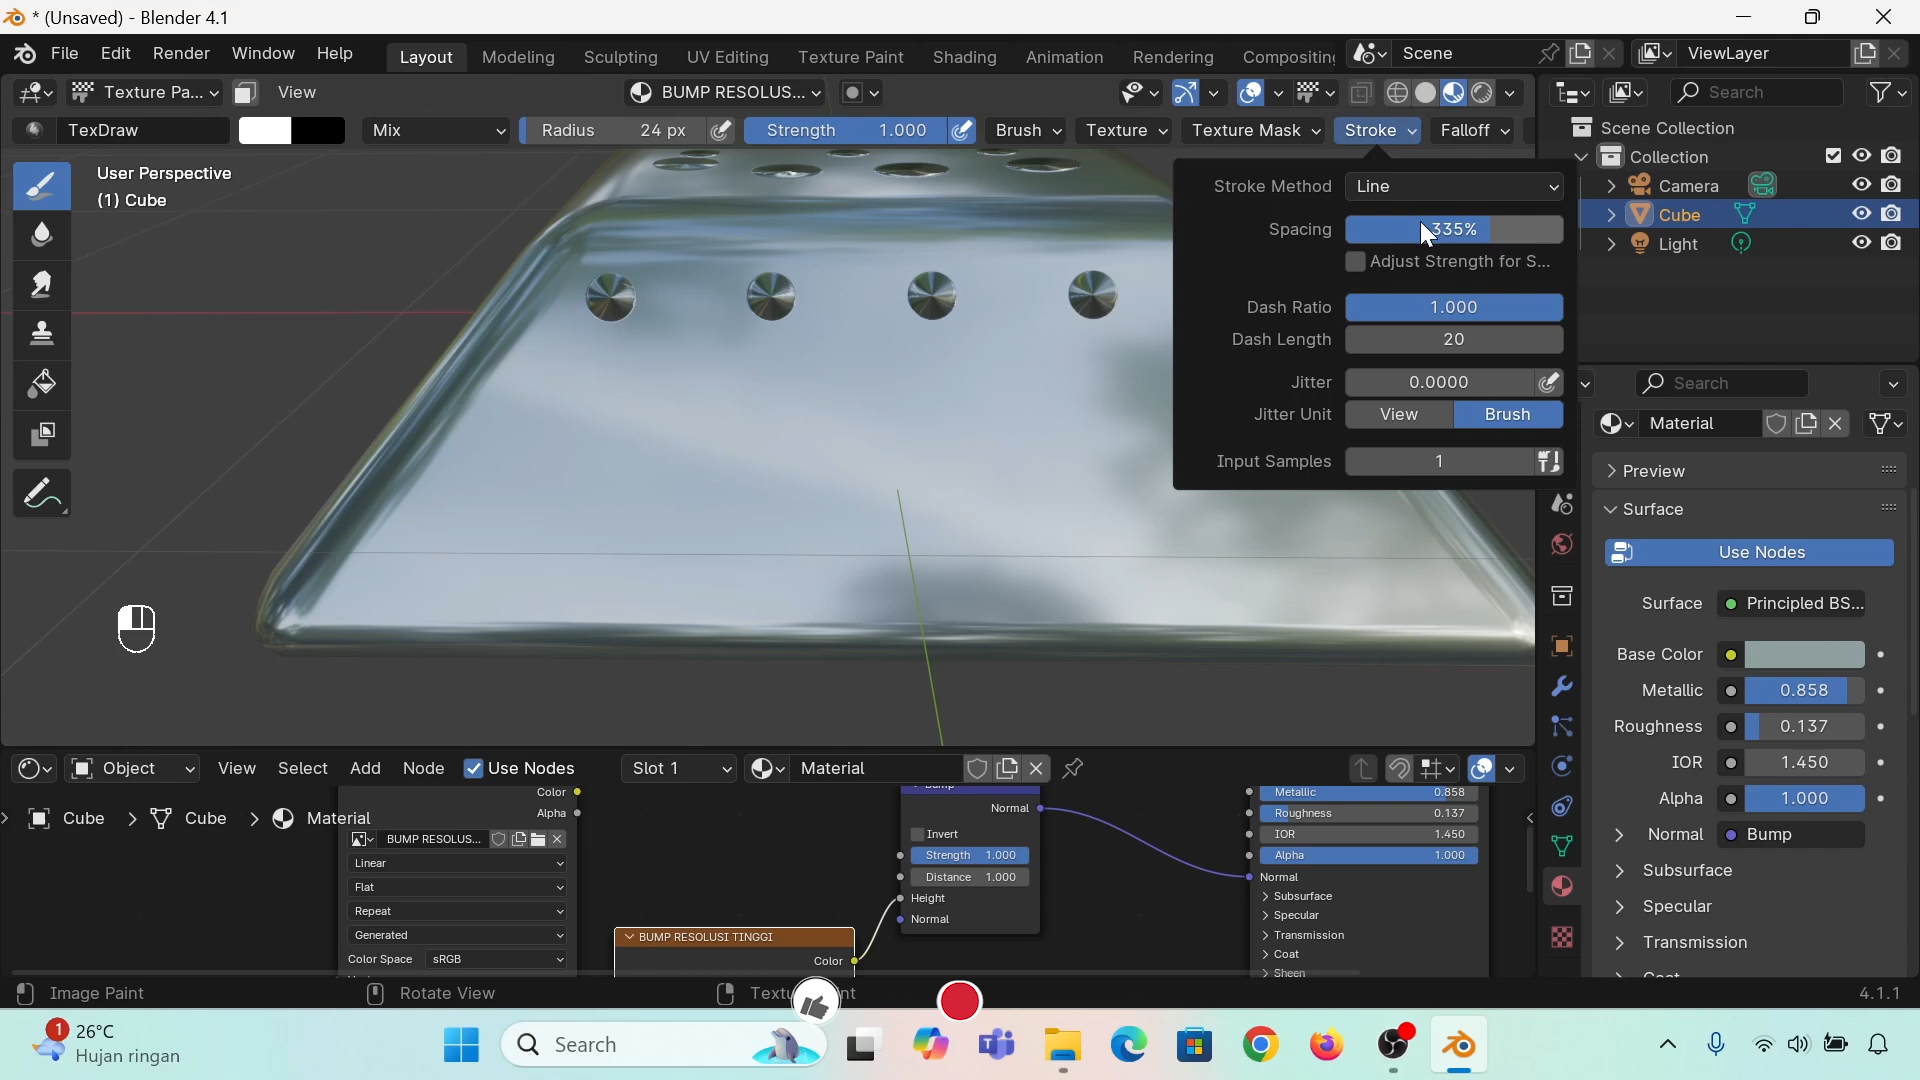 * (Unsaved) - Blender 4.1
File Edit Render Window Help Layout Modeling Sculpting UV Editing Texture Paint Shading Animation Rendering Compositing Scene ViewLayer
Texture Pa... View BUMP RESOLUS... Search
TexDraw Mix Radius 24 px Strength 1.000 Brush Texture Texture Mask Stroke Falloff
Scene Collection
Collection
Camera
Cube
Light
User Perspective
(1) Cube
Stroke Method Line
Spacing 335%
Adjust Strength for S...
Dash Ratio 1.000
Dash Length 20
Jitter 0.0000
Jitter Unit View Brush
Input Samples 1
Search
Material
Preview
Surface
Use Nodes
Surface Principled BS...
Base Color
Metallic 0.858
Roughness 0.137
IOR 1.450
Alpha 1.000
Normal Bump
Subsurface
Specular
Transmission
Coat
Object View Select Add Node Use Nodes Slot 1 Material
Cube Cube Material
Color
Alpha
BUMP RESOLUS...
Linear
Flat
Repeat
Generated
Color Space sRGB
BUMP RESOLUSI TINGGI
Color
Bump
Normal
Invert
Strength 1.000
Distance 1.000
Height
Normal
Metallic 0.858
Roughness 0.137
IOR 1.450
Alpha 1.000
Normal
Subsurface
Specular
Transmission
Coat
Sheen
Image Paint Rotate View 4.1.1
1 26°C
Hujan ringan
Search